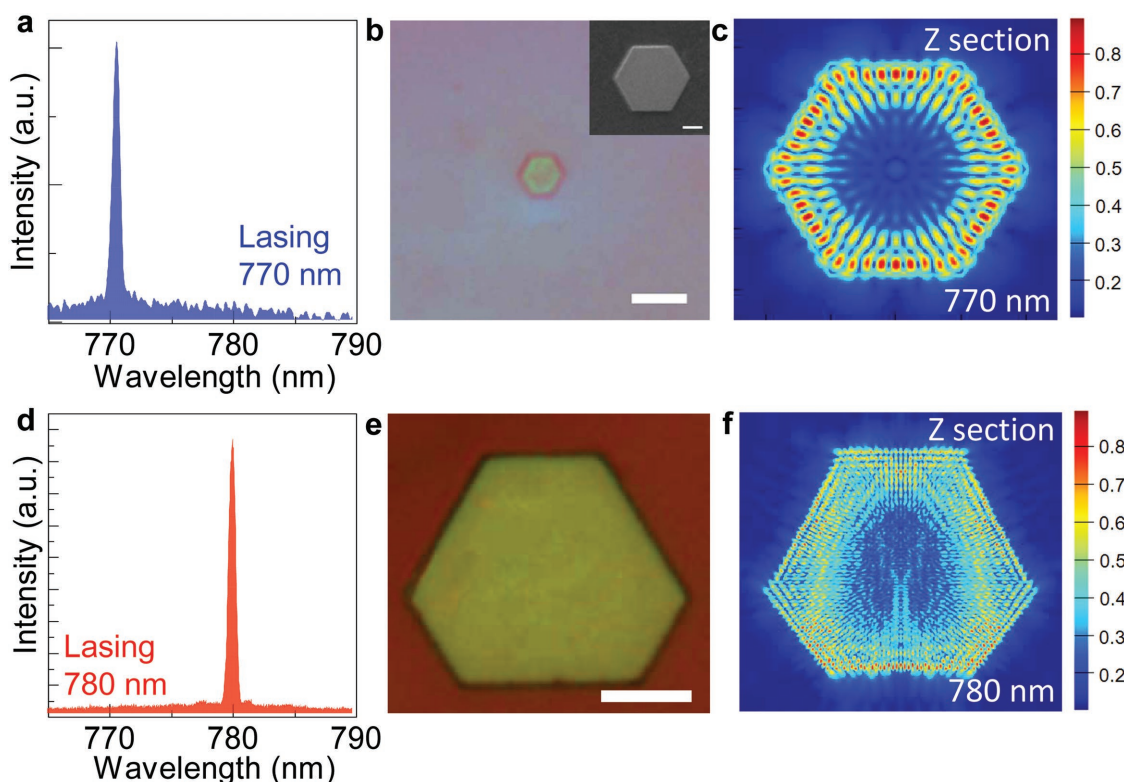 a
Intensity (a.u.)
Lasing
770 nm
770 780 790
Wavelength (nm)
b
c
Z section
770 nm
0.8
0.7
0.6
0.5
0.4
0.3
0.2
d
Intensity (a.u.)
Lasing
780 nm
770 780 790
Wavelength (nm)
e
f
Z section
780 nm
0.8
0.7
0.6
0.5
0.4
0.3
0.2